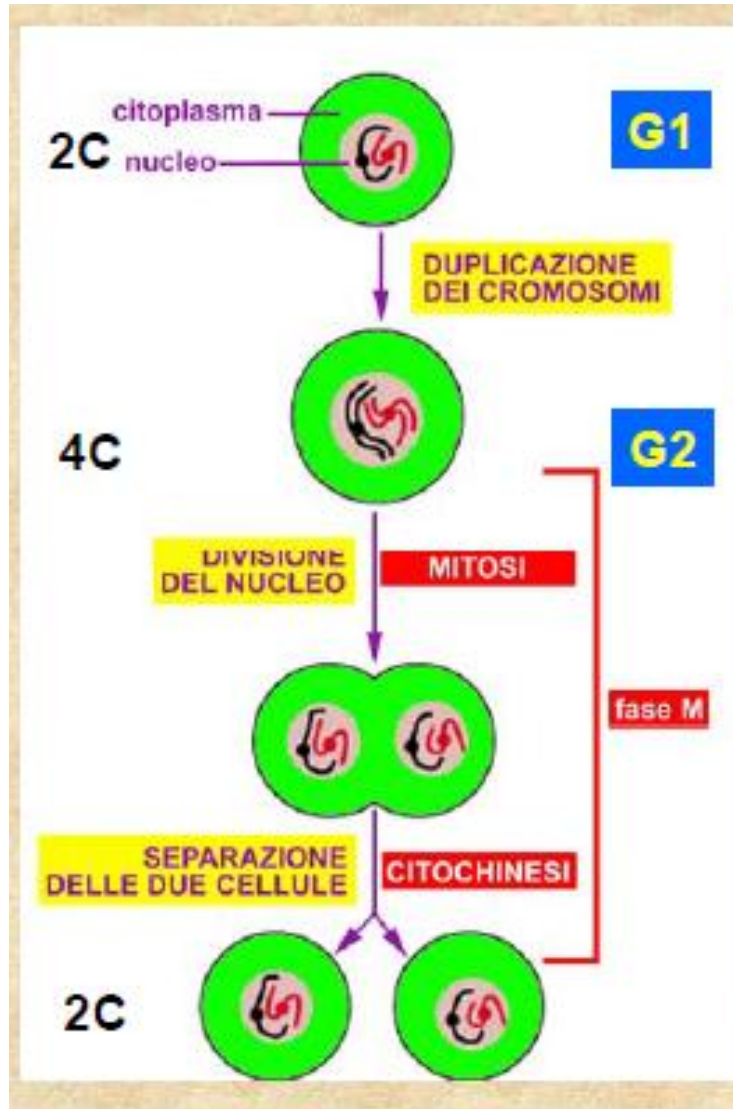 citoplasma
2C
nucleo
G1
DUPLICAZIONE
DEI CROMOSOMI
4C
G2
DIVISIONE
DEL NUCLEO
MITOSI
fase M
SEPARAZIONE
DELLE DUE CELLULE
CITOCHINESI
2C